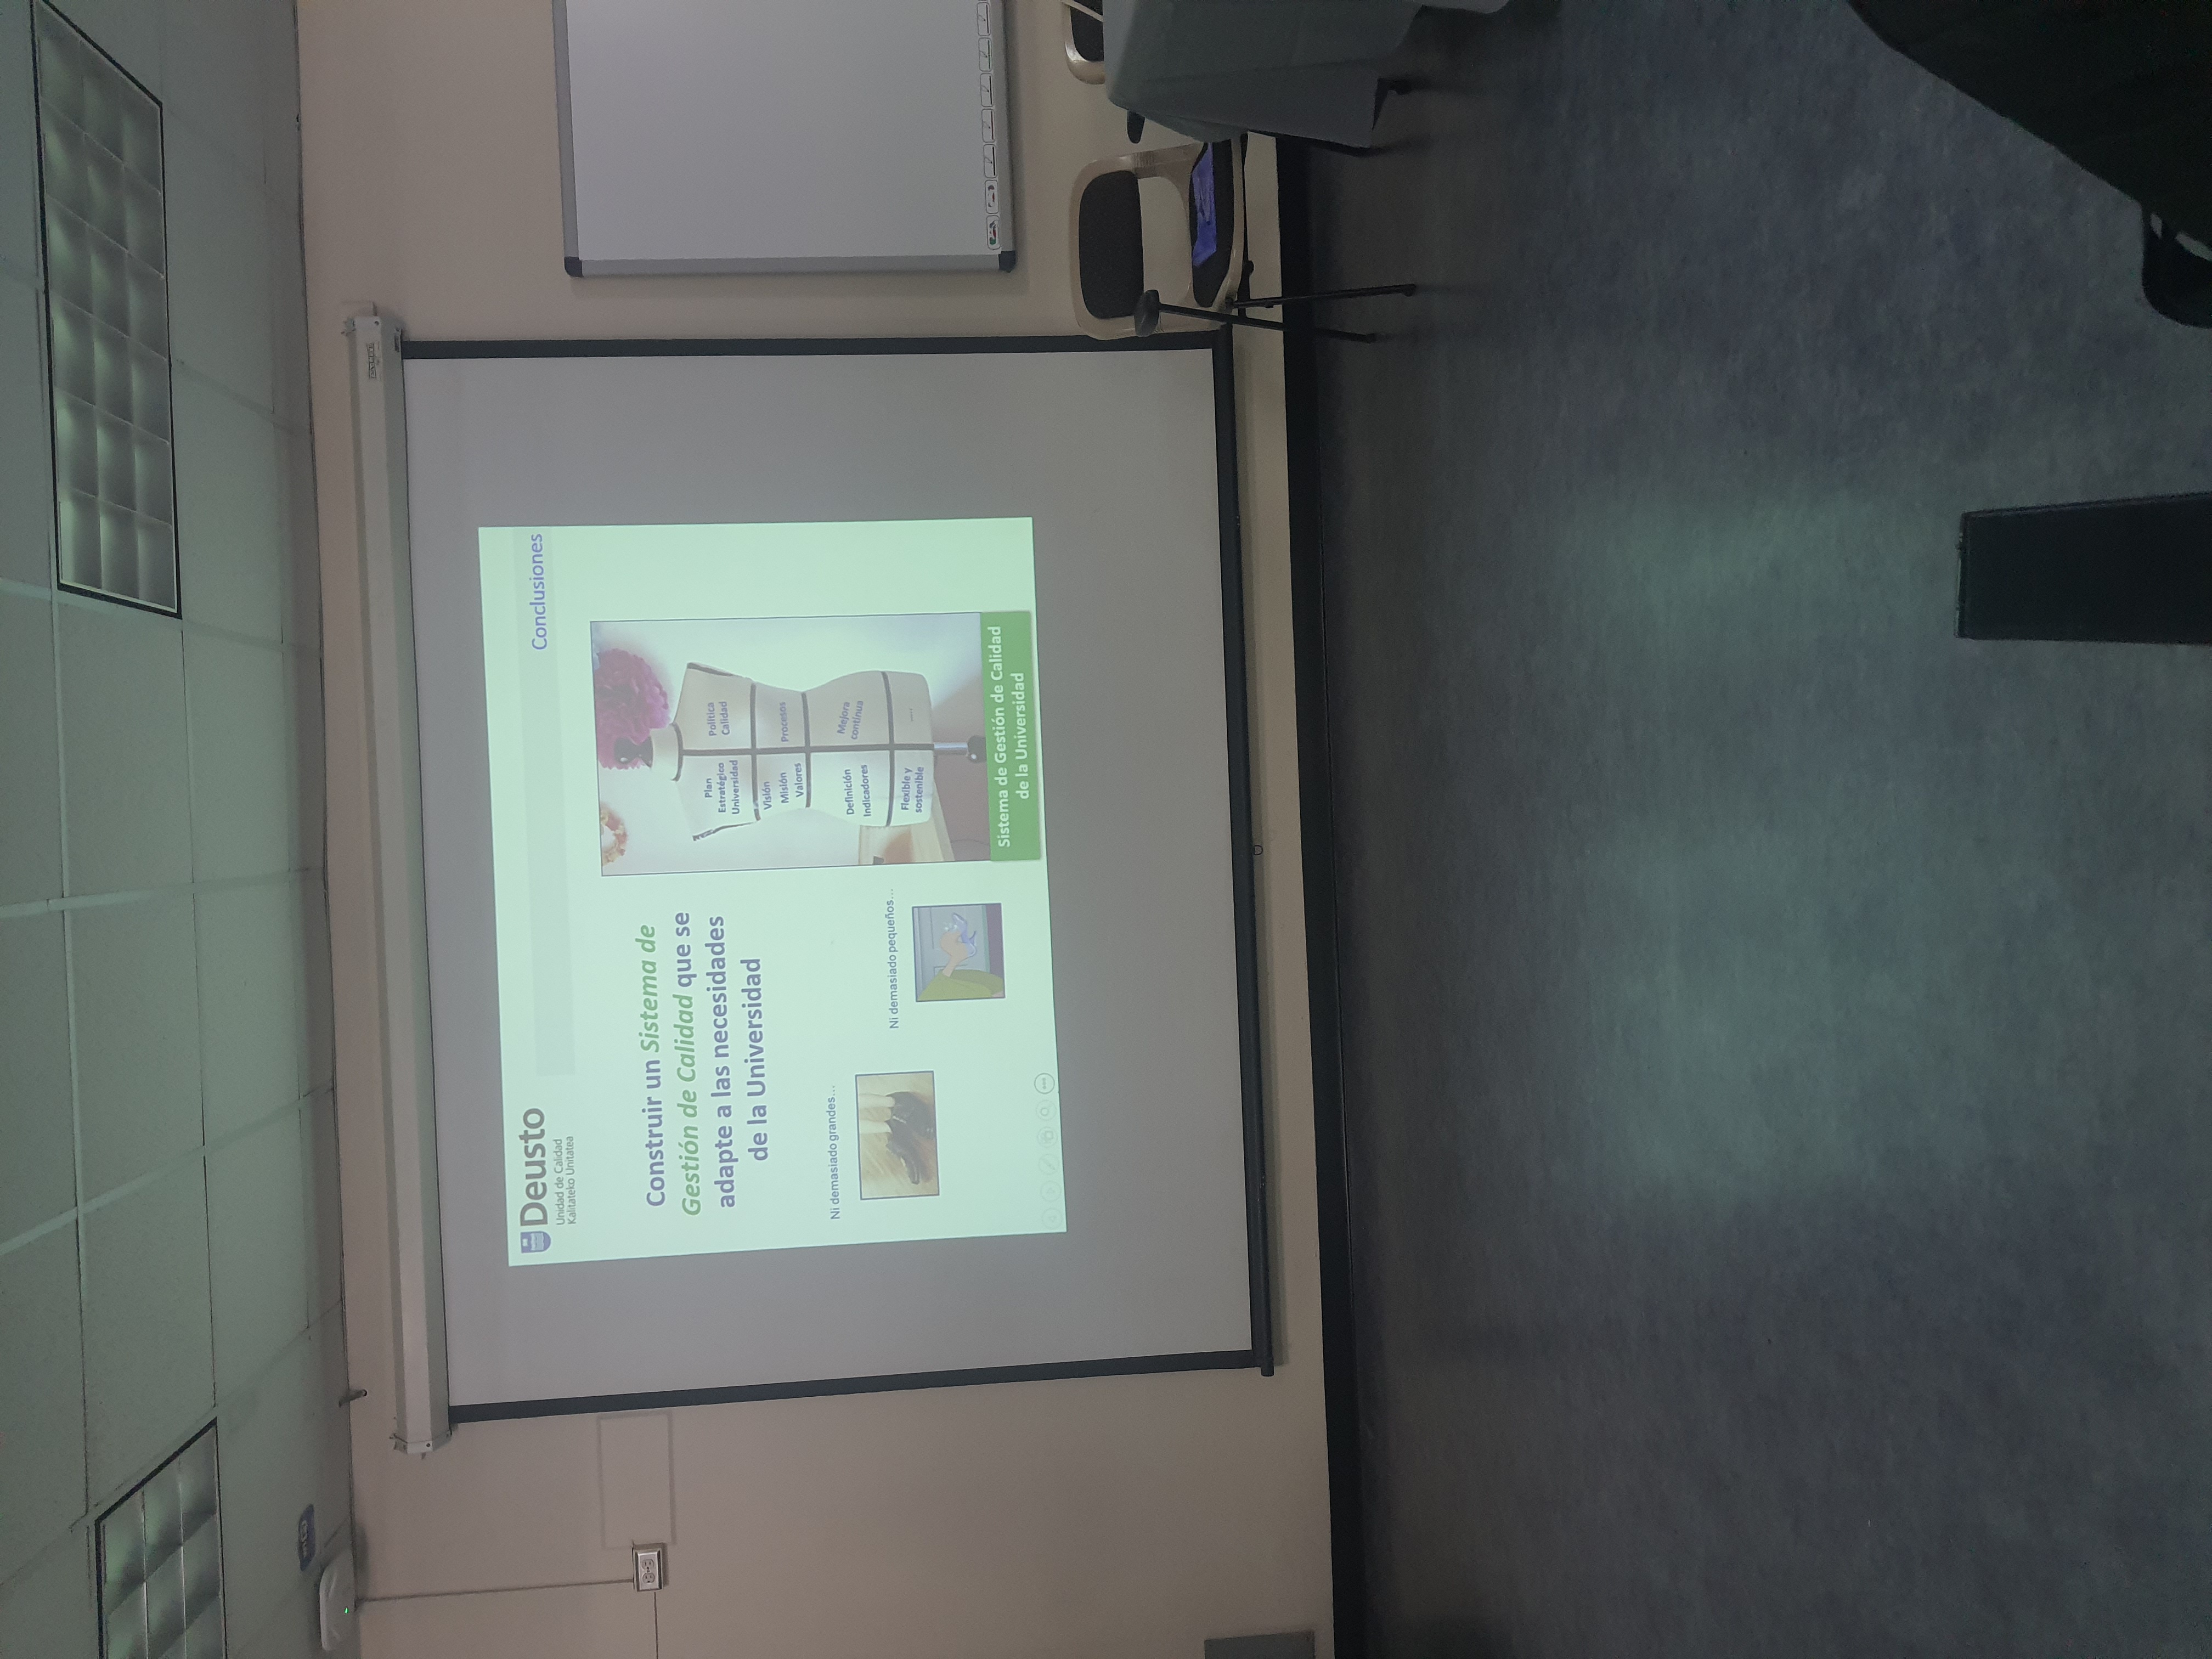 Deusto
Unidad de Calidad
Kalitateko Unitatea
Conclusiones
Construir un Sistema de
Gestión de Calidad que se
adapte a las necesidades
de la Universidad
Ni demasiado grandes...
Ni demasiado pequeños...
Plan
Estratégico
Universidad
Política
Calidad
Visión
Misión
Valores
Procesos
Definición
Indicadores
Mejora
continua
Flexible y
sostenible
Sistema de Gestión de Calidad
de la Universidad